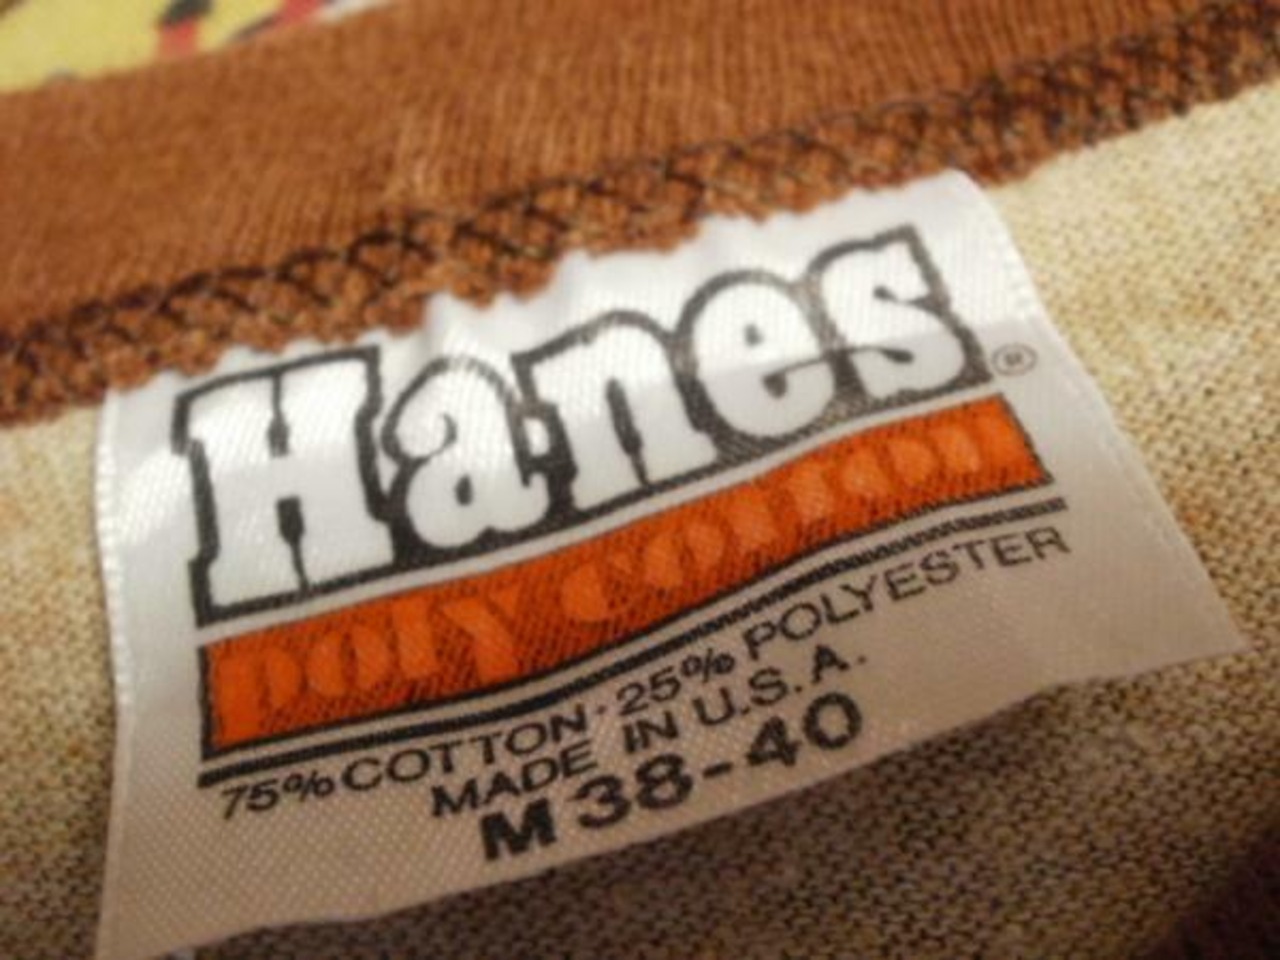 Hanes®
poly cotton
75% COTTON · 25% POLYESTER
MADE IN U.S.A.
M 38-40